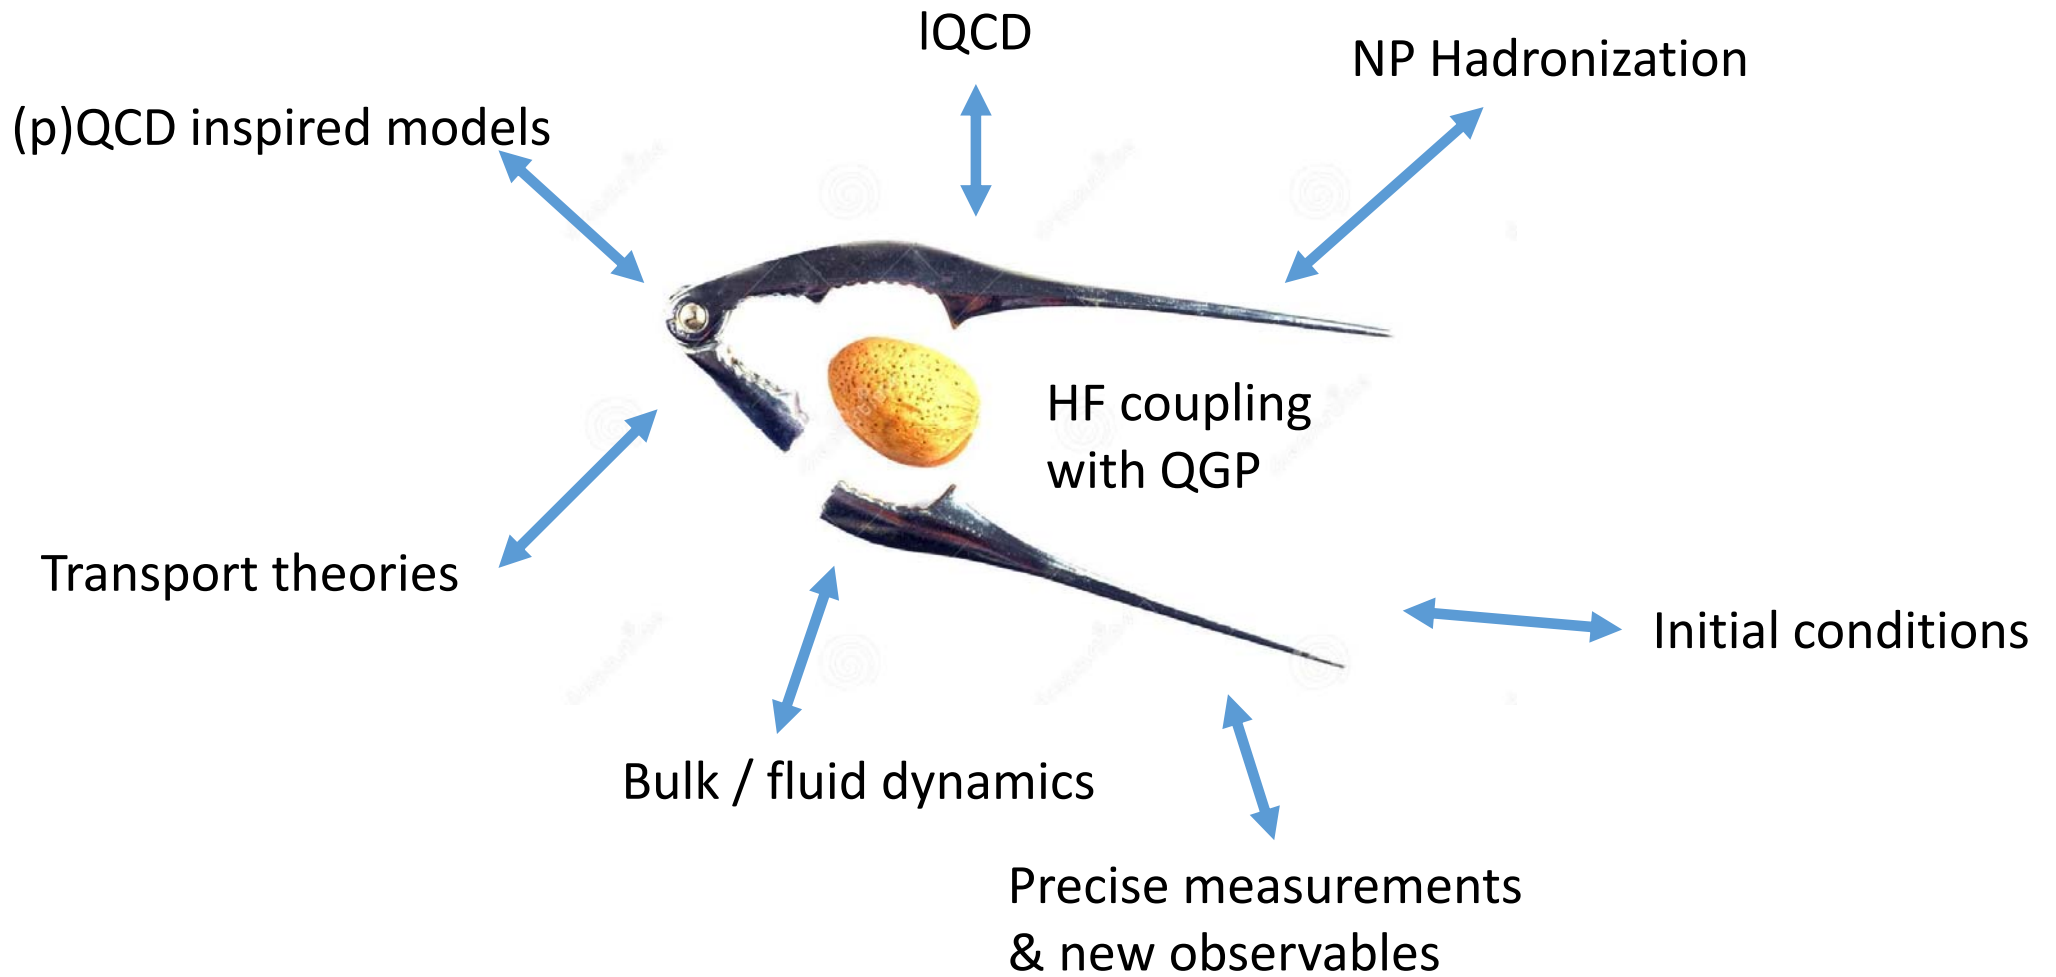 lQCD
NP Hadronization
(p)QCD inspired models
HF coupling
with QGP
Transport theories
Initial conditions
Bulk / fluid dynamics
Precise measurements
& new observables